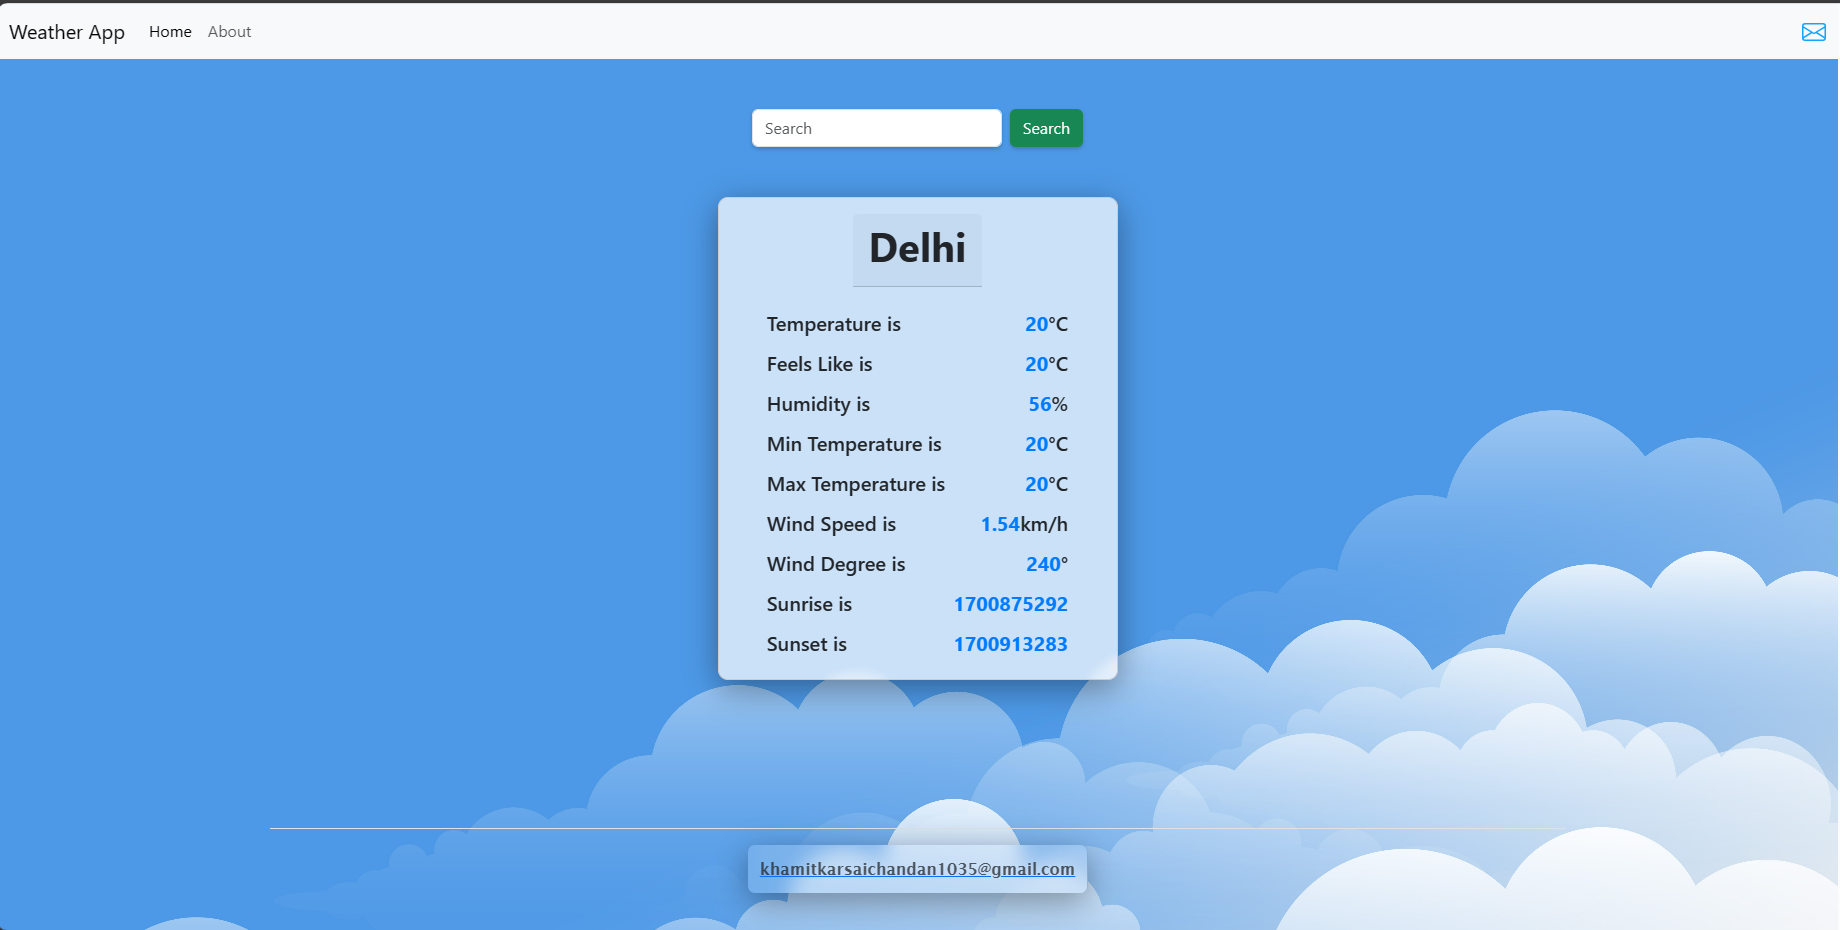 Weather App Home About
Search Search
Delhi
Temperature is 20°C
Feels Like is 20°C
Humidity is 56%
Min Temperature is 20°C
Max Temperature is 20°C
Wind Speed is 1.54km/h
Wind Degree is 240°
Sunrise is 1700875292
Sunset is 1700913283
khamitkarsaichandan1035@gmail.com